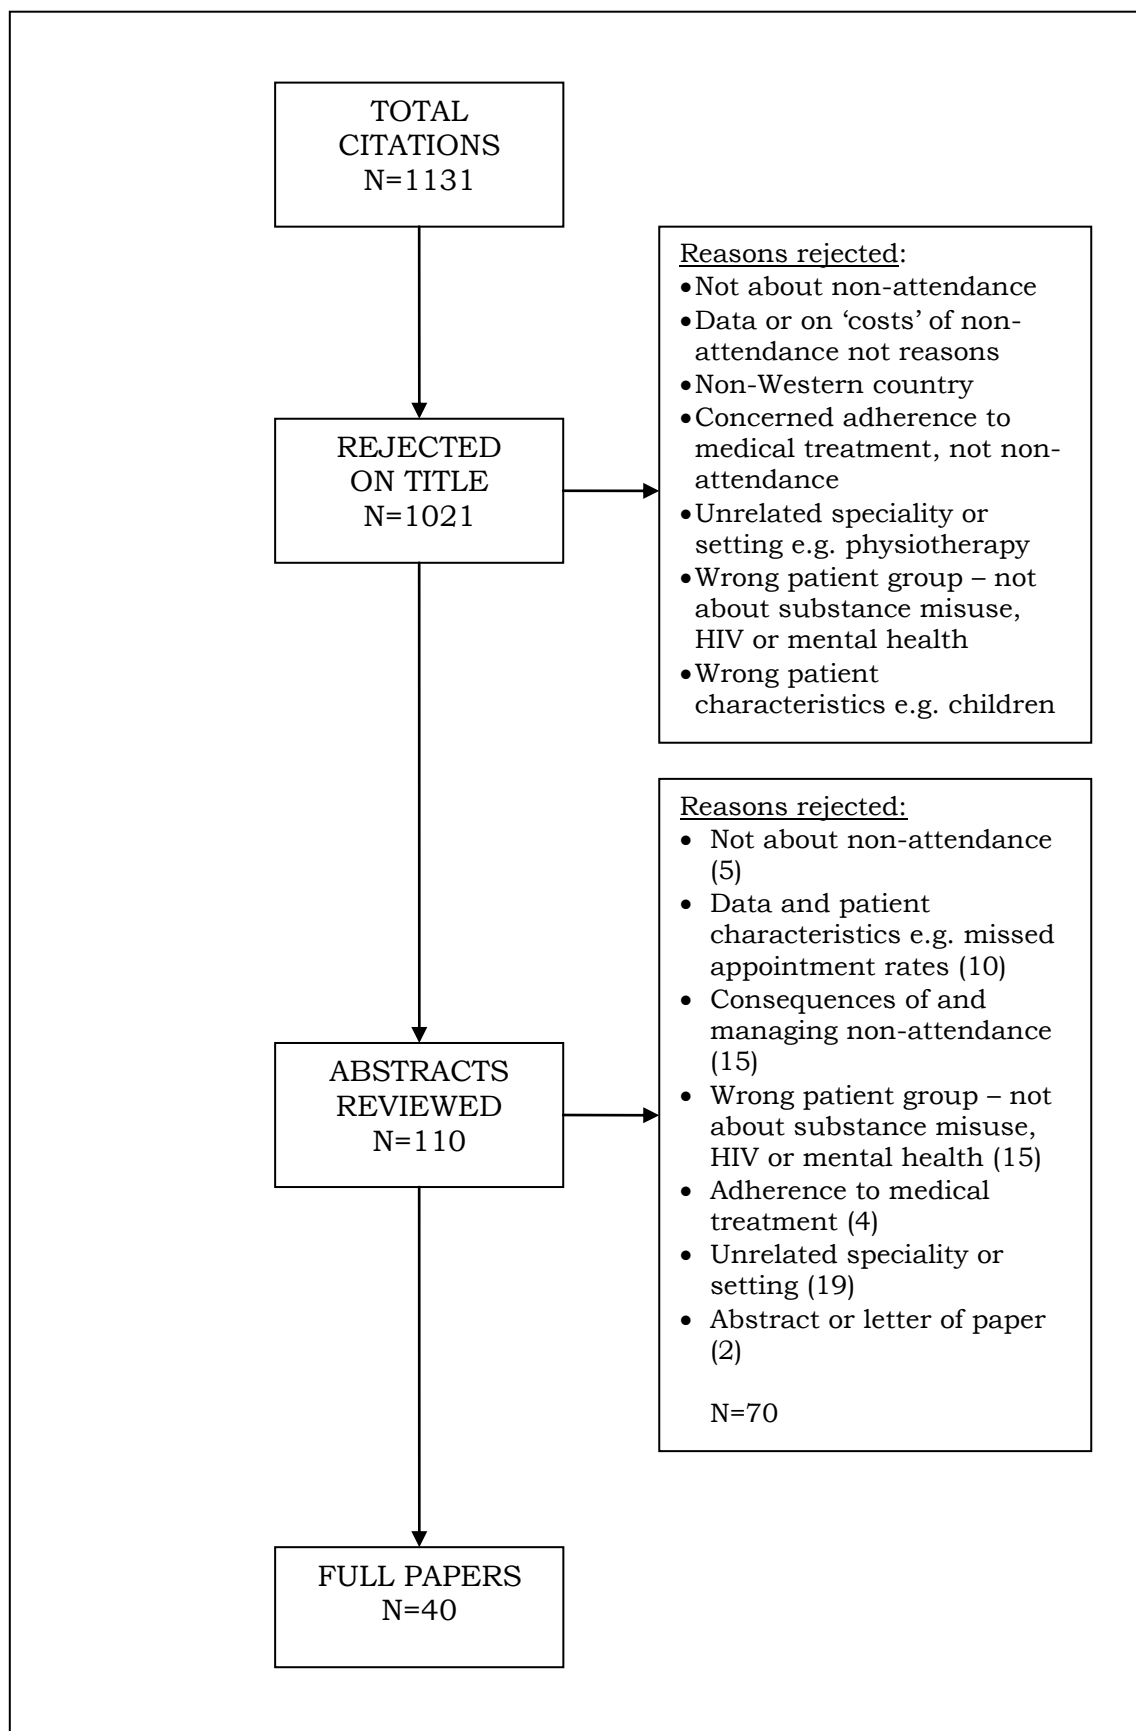 TOTAL
CITATIONS
N=1131
Reasons rejected:
•Not about non-attendance
•Data or on ‘costs’ of non-
attendance not reasons
•Non-Western country
•Concerned adherence to
medical treatment, not non-
attendance
•Unrelated speciality or
setting e.g. physiotherapy
•Wrong patient group – not
about substance misuse,
HIV or mental health
•Wrong patient
characteristics e.g. children
REJECTED
ON TITLE
N=1021
Reasons rejected:
• Not about non-attendance
(5)
• Data and patient
characteristics e.g. missed
appointment rates (10)
• Consequences of and
managing non-attendance
(15)
• Wrong patient group – not
about substance misuse,
HIV or mental health (15)
• Adherence to medical
treatment (4)
• Unrelated speciality or
setting (19)
• Abstract or letter of paper
(2)
N=70
ABSTRACTS
REVIEWED
N=110
FULL PAPERS
N=40